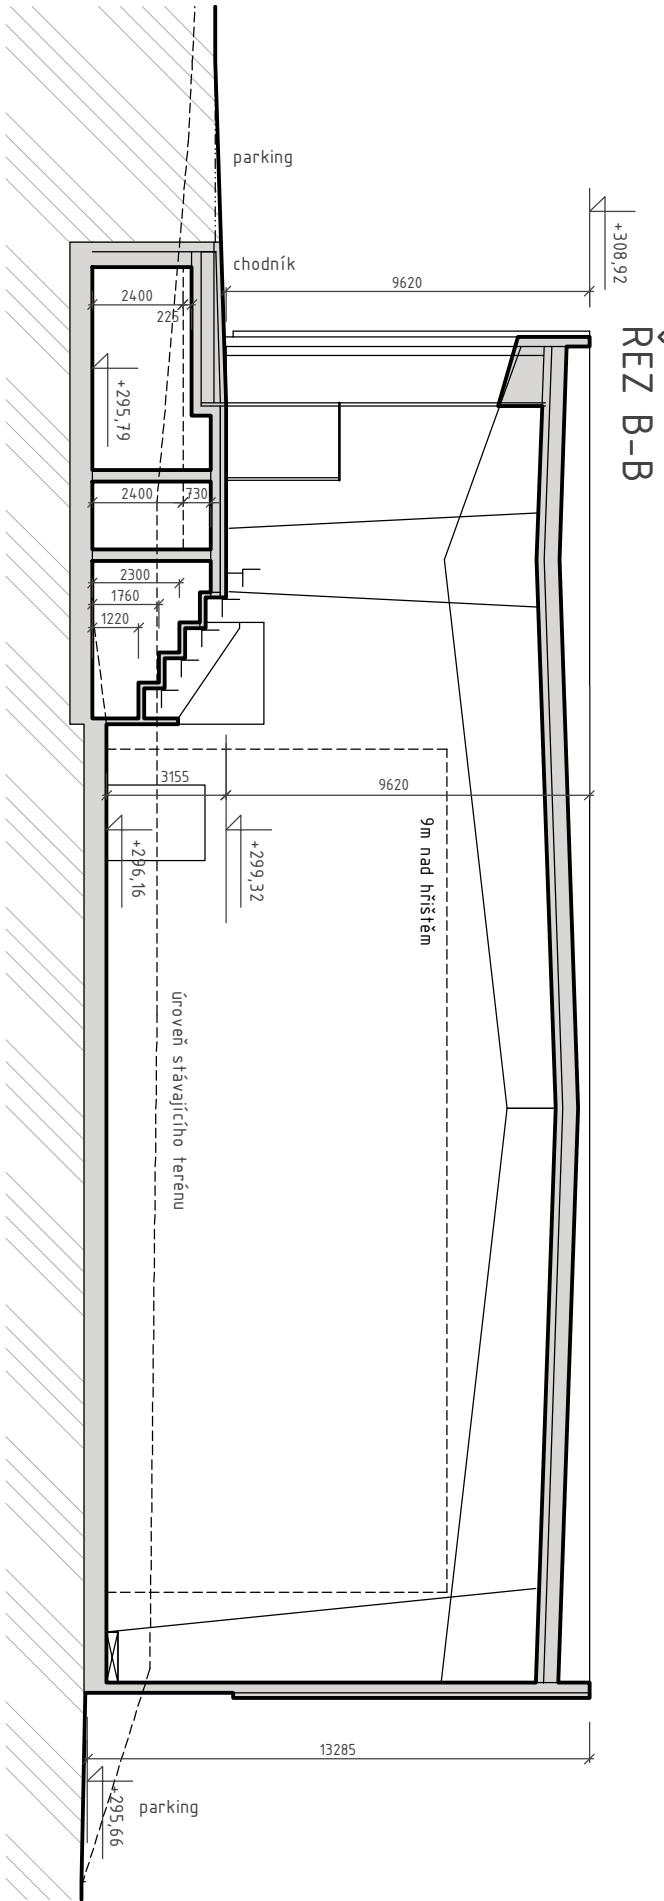 parking
+308,92
chodník
9620
ŘEZ B-B
2400
225
+295,79
2400
730
2300
1760
1220
3155
9620
9m nad hřištěm
+296,16
+299,32
úroveň stávajícího terénu
13285
+295,66
parking